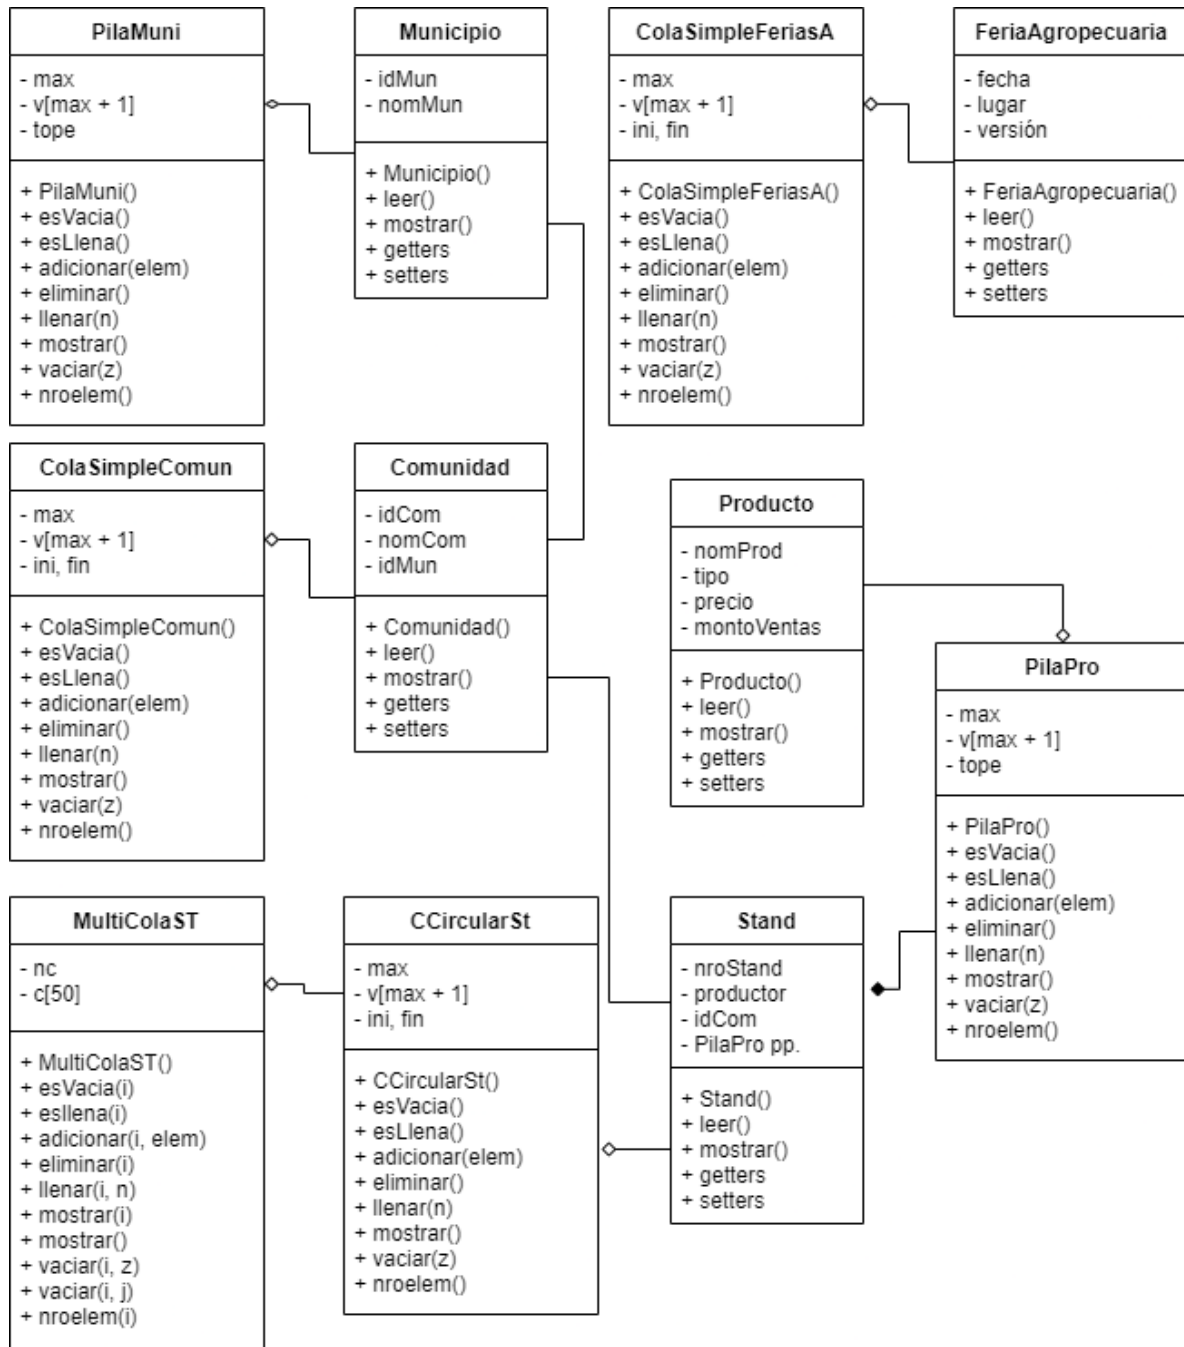 PilaMuni
- max
- v[max + 1]
- tope
+ PilaMuni()
+ esVacia()
+ esLlena()
+ adicionar(elem)
+ eliminar()
+ llenar(n)
+ mostrar()
+ vaciar(z)
+ nroelem()
Municipio
- idMun
- nomMun
+ Municipio()
+ leer()
+ mostrar()
+ getters
+ setters
ColaSimpleFeriasA
- max
- v[max + 1]
- ini, fin
+ ColaSimpleFeriasA()
+ esVacia()
+ esLlena()
+ adicionar(elem)
+ eliminar()
+ llenar(n)
+ mostrar()
+ vaciar(z)
+ nroelem()
FeriaAgropecuaria
- fecha
- lugar
- versión
+ FeriaAgropecuaria()
+ leer()
+ mostrar()
+ getters
+ setters
ColaSimpleComun
- max
- v[max + 1]
- ini, fin
+ ColaSimpleComun()
+ esVacia()
+ esLlena()
+ adicionar(elem)
+ eliminar()
+ llenar(n)
+ mostrar()
+ vaciar(z)
+ nroelem()
Comunidad
- idCom
- nomCom
- idMun
+ Comunidad()
+ leer()
+ mostrar()
+ getters
+ setters
Producto
- nomProd
- tipo
- precio
- montoVentas
+ Producto()
+ leer()
+ mostrar()
+ getters
+ setters
PilaPro
- max
- v[max + 1]
- tope
+ PilaPro()
+ esVacia()
+ esLlena()
+ adicionar(elem)
+ eliminar()
+ llenar(n)
+ mostrar()
+ vaciar(z)
+ nroelem()
MultiColaST
- nc
- c[50]
+ MultiColaST()
+ esVacia(i)
+ esllena(i)
+ adicionar(i, elem)
+ eliminar(i)
+ llenar(i, n)
+ mostrar(i)
+ mostrar()
+ vaciar(i, z)
+ vaciar(i, j)
+ nroelem(i)
CCircularSt
- max
- v[max + 1]
- ini, fin
+ CCircularSt()
+ esVacia()
+ esLlena()
+ adicionar(elem)
+ eliminar()
+ llenar(n)
+ mostrar()
+ vaciar(z)
+ nroelem()
Stand
- nroStand
- productor
- idCom
- PilaPro pp.
+ Stand()
+ leer()
+ mostrar()
+ getters
+ setters